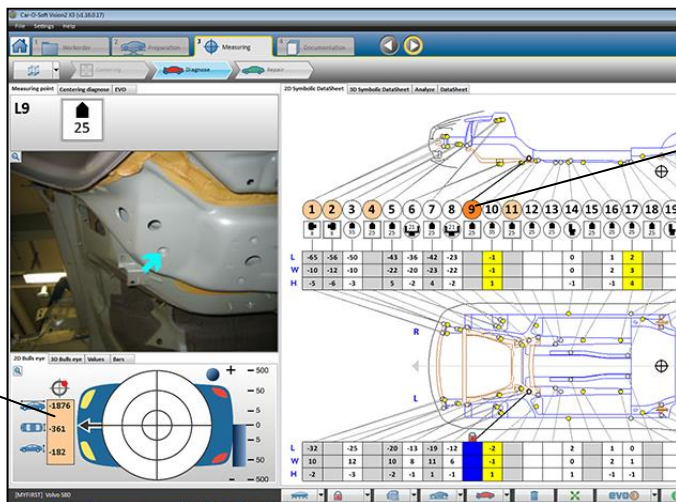 Car-O-Soft Vision2 X3 (v1.16.0.17)
File Settings Help
1 Workorder 2 Preparation 3 Measuring 4 Documentation
Centering Diagnose Repair
Measuring point Centering diagnose EVO
2D Symbolic DataSheet 3D Symbolic DataSheet Analyze DataSheet
L9
25
1 2 3 4 5 6 7 8 9 10 11 12 13 14 15 16 17 18 19
L -65 -56 -50 -43 -36 -42 -23 -1 0 1 2
W -10 -12 -10 -22 -20 -23 -22 -1 0 2 3
H -5 -6 -3 5 -2 4 -2 1 -1 -1 4
R
L
2D Bulls eye 3D Bulls eye Values Bars
+ - 500
- 50
- 5
- 0
- 5
- 50
- - 500
-1876
-361
-182
L -32 -25 -20 -13 -19 -12 -2 2 1 0
W 10 12 10 8 11 6 -1 0 2 1
H -2 -3 -2 -1 1 -1 1 0 -1 -1
[MYFIRST] Volvo S80
evo